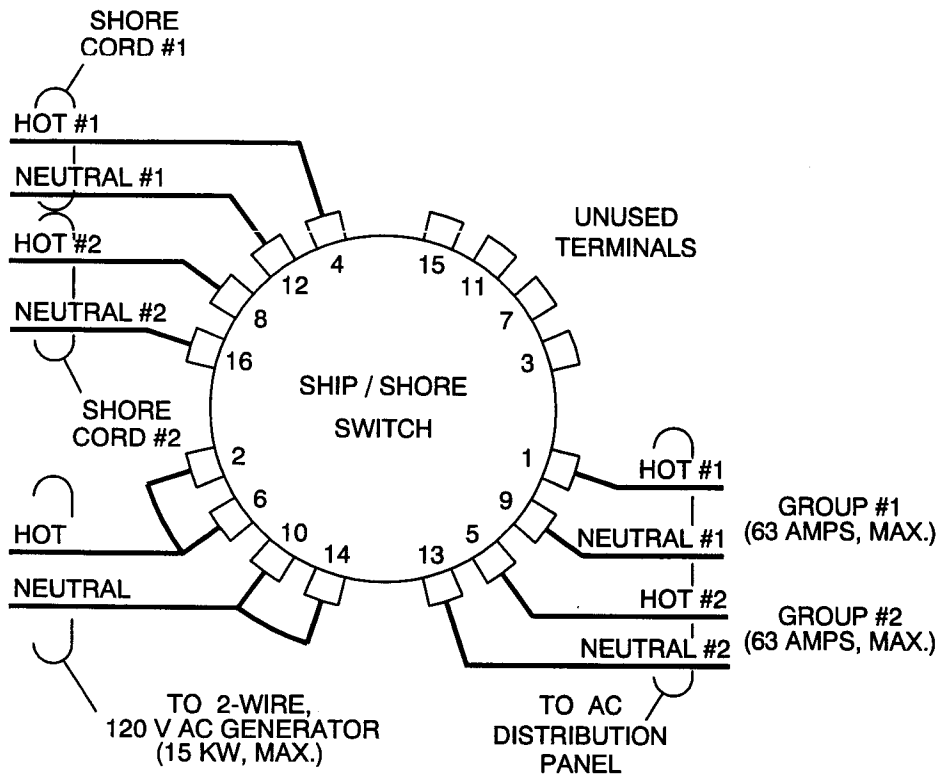 SHORE
CORD #1
HOT #1
NEUTRAL #1
HOT #2
NEUTRAL #2
SHORE
CORD #2
UNUSED
TERMINALS
4
12
8
16
15
11
7
3
SHIP / SHORE
SWITCH
2
6
10
14
1
9
5
13
HOT
NEUTRAL
TO 2-WIRE,
120 V AC GENERATOR
(15 KW, MAX.)
HOT #1
NEUTRAL #1
GROUP #1
(63 AMPS, MAX.)
HOT #2
NEUTRAL #2
GROUP #2
(63 AMPS, MAX.)
TO AC
DISTRIBUTION
PANEL